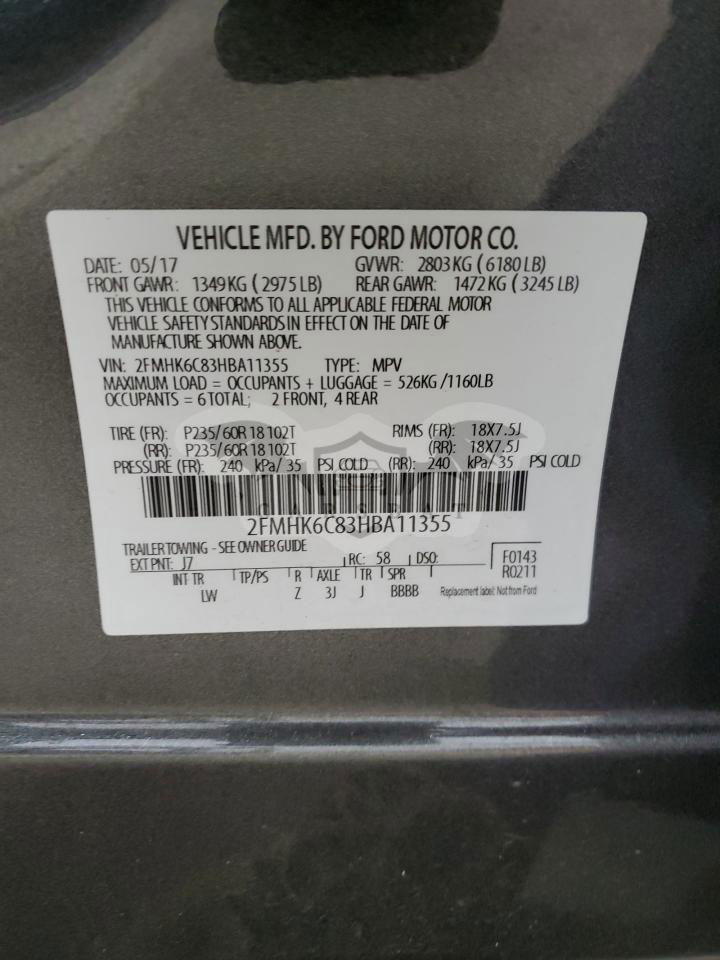 VEHICLE MFD. BY FORD MOTOR CO.
DATE: 05/17 GVWR: 2803 KG (6180 LB)
FRONT GAWR: 1349 KG (2975 LB) REAR GAWR: 1472 KG (3245 LB)
THIS VEHICLE CONFORMS TO ALL APPLICABLE FEDERAL MOTOR
VEHICLE SAFETY STANDARDS IN EFFECT ON THE DATE OF
MANUFACTURE SHOWN ABOVE.
VIN: 2FMHK6C83HBA11355 TYPE: MPV
MAXIMUM LOAD = OCCUPANTS + LUGGAGE = 526KG /1160LB
OCCUPANTS = 6 TOTAL; 2 FRONT, 4 REAR
TIRE (FR): P235/60R 18 102T RIMS (FR): 18X7.5J
(RR): P235/60R 18 102T (RR): 18X7.5J
PRESSURE (FR): 240 kPa/ 35 PSI COLD (RR): 240 kPa/ 35 PSI COLD
2FMHK6C83HBA11355
TRAILER TOWING - SEE OWNER GUIDE
EXT PNT: J7 RC: 58 DSO: F0143
INT TR TP/PS R AXLE TR SPR R0211
LW Z 3J J BBBB Replacement label: Not from Ford